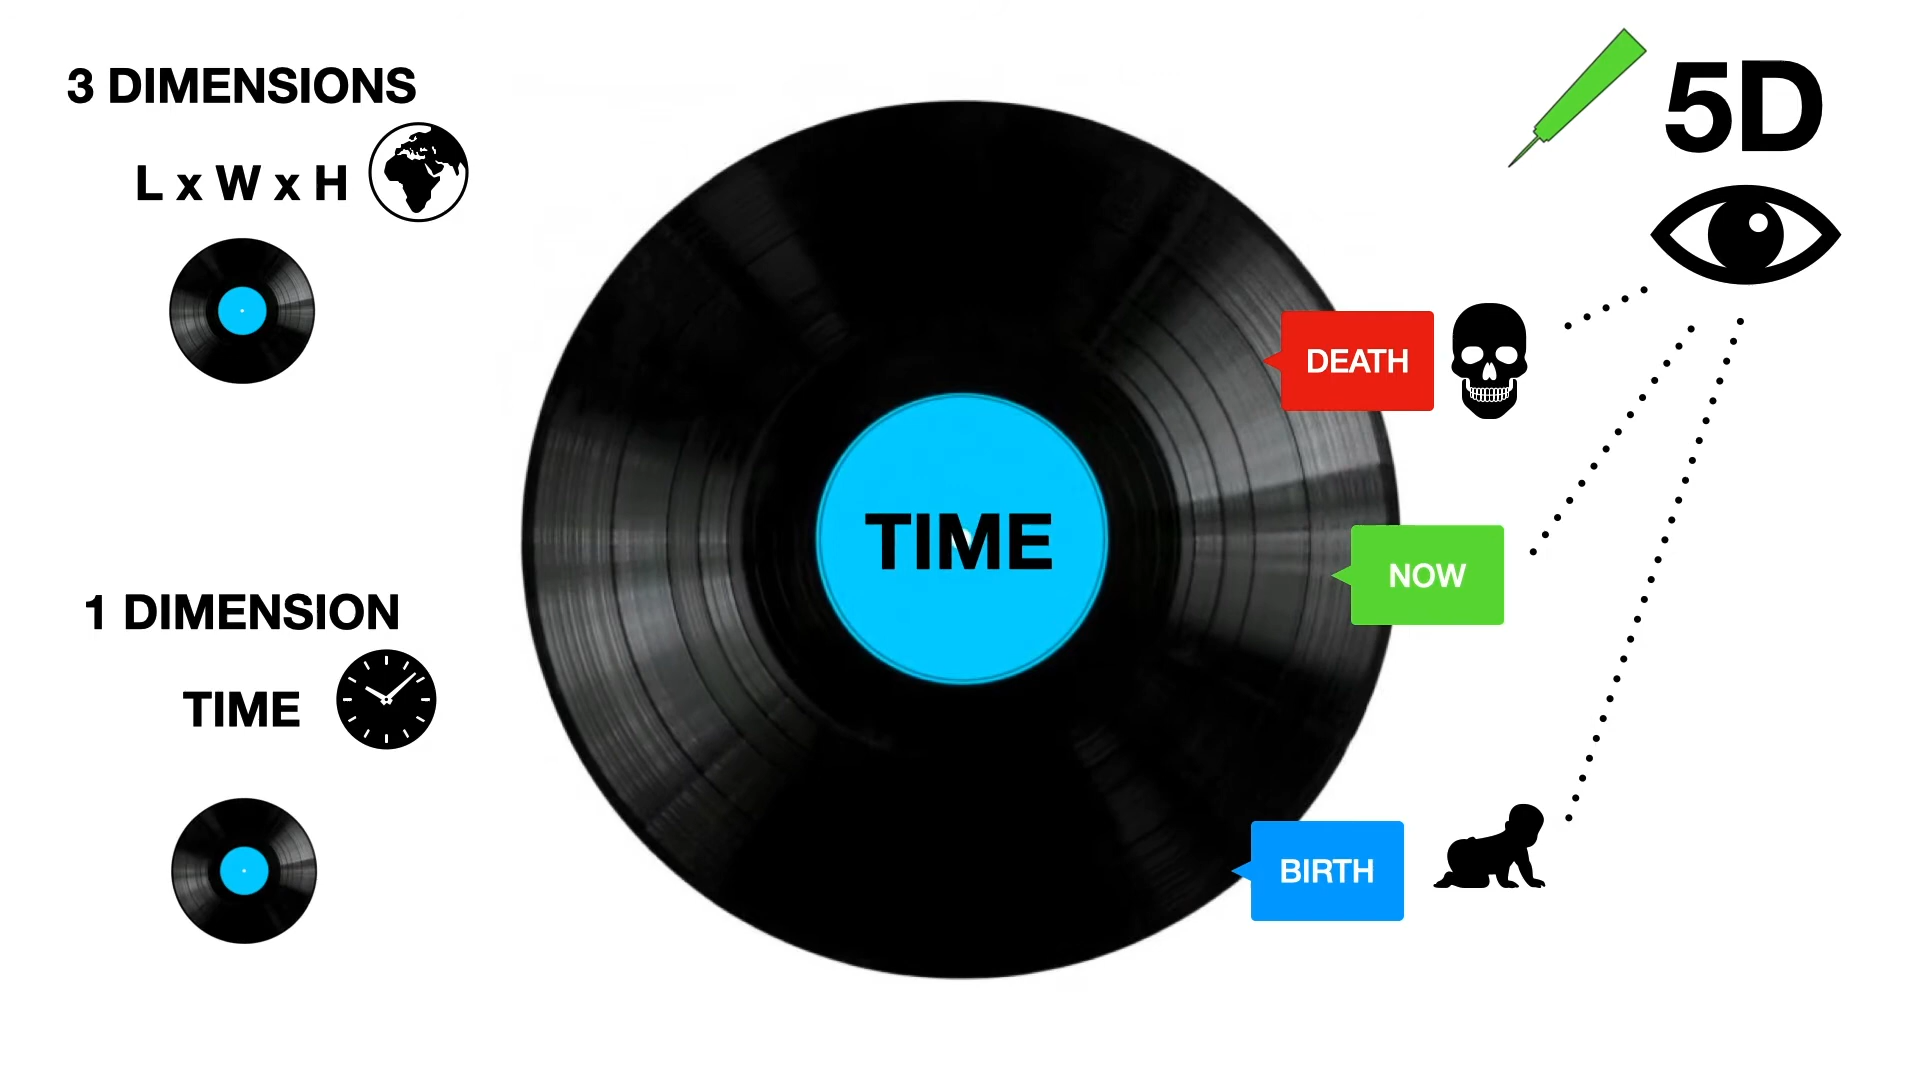 3 DIMENSIONS
L x W x H
1 DIMENSION
TIME
TIME
5D
DEATH
NOW
BIRTH